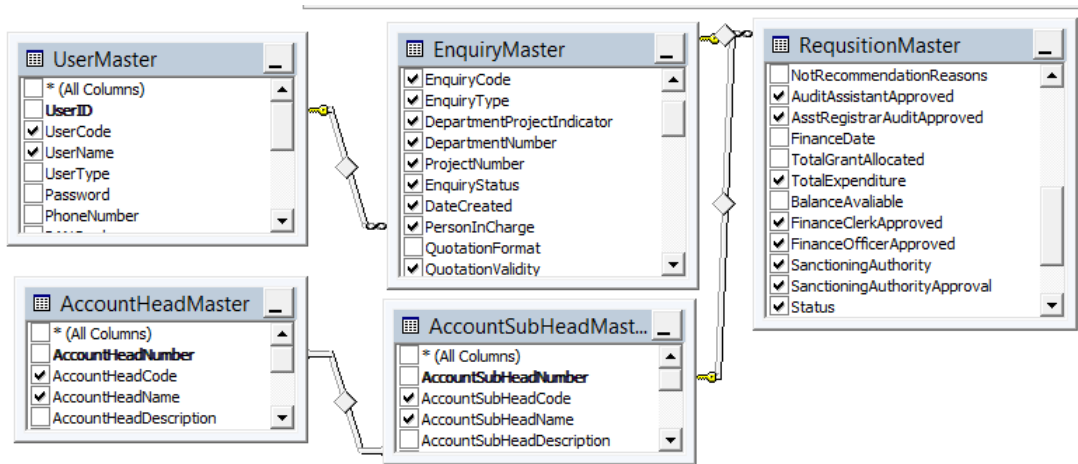 UserMaster
* (All Columns)
UserID
UserCode
UserName
UserType
Password
PhoneNumber
EnquiryMaster
EnquiryCode
EnquiryType
DepartmentProjectIndicator
DepartmentNumber
ProjectNumber
EnquiryStatus
DateCreated
PersonInCharge
QuotationFormat
QuotationValidity
RequsitionMaster
NotRecommendationReasons
AuditAssistantApproved
AsstRegistrarAuditApproved
FinanceDate
TotalGrantAllocated
TotalExpenditure
BalanceAvaliable
FinanceClerkApproved
FinanceOfficerApproved
SanctioningAuthority
SanctioningAuthorityApproval
Status
AccountHeadMaster
* (All Columns)
AccountHeadNumber
AccountHeadCode
AccountHeadName
AccountHeadDescription
AccountSubHeadMast...
* (All Columns)
AccountSubHeadNumber
AccountSubHeadCode
AccountSubHeadName
AccountSubHeadDescription